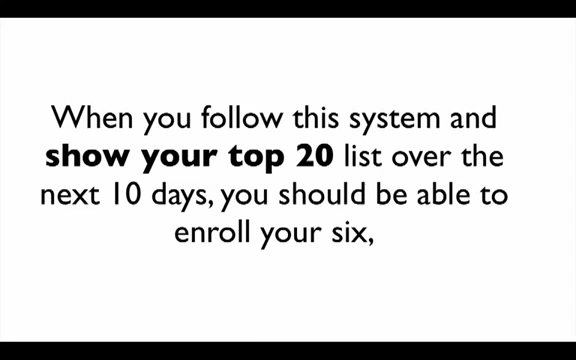 When you follow this system and
show your top 20 list over the
next 10 days, you should be able to
enroll your six,